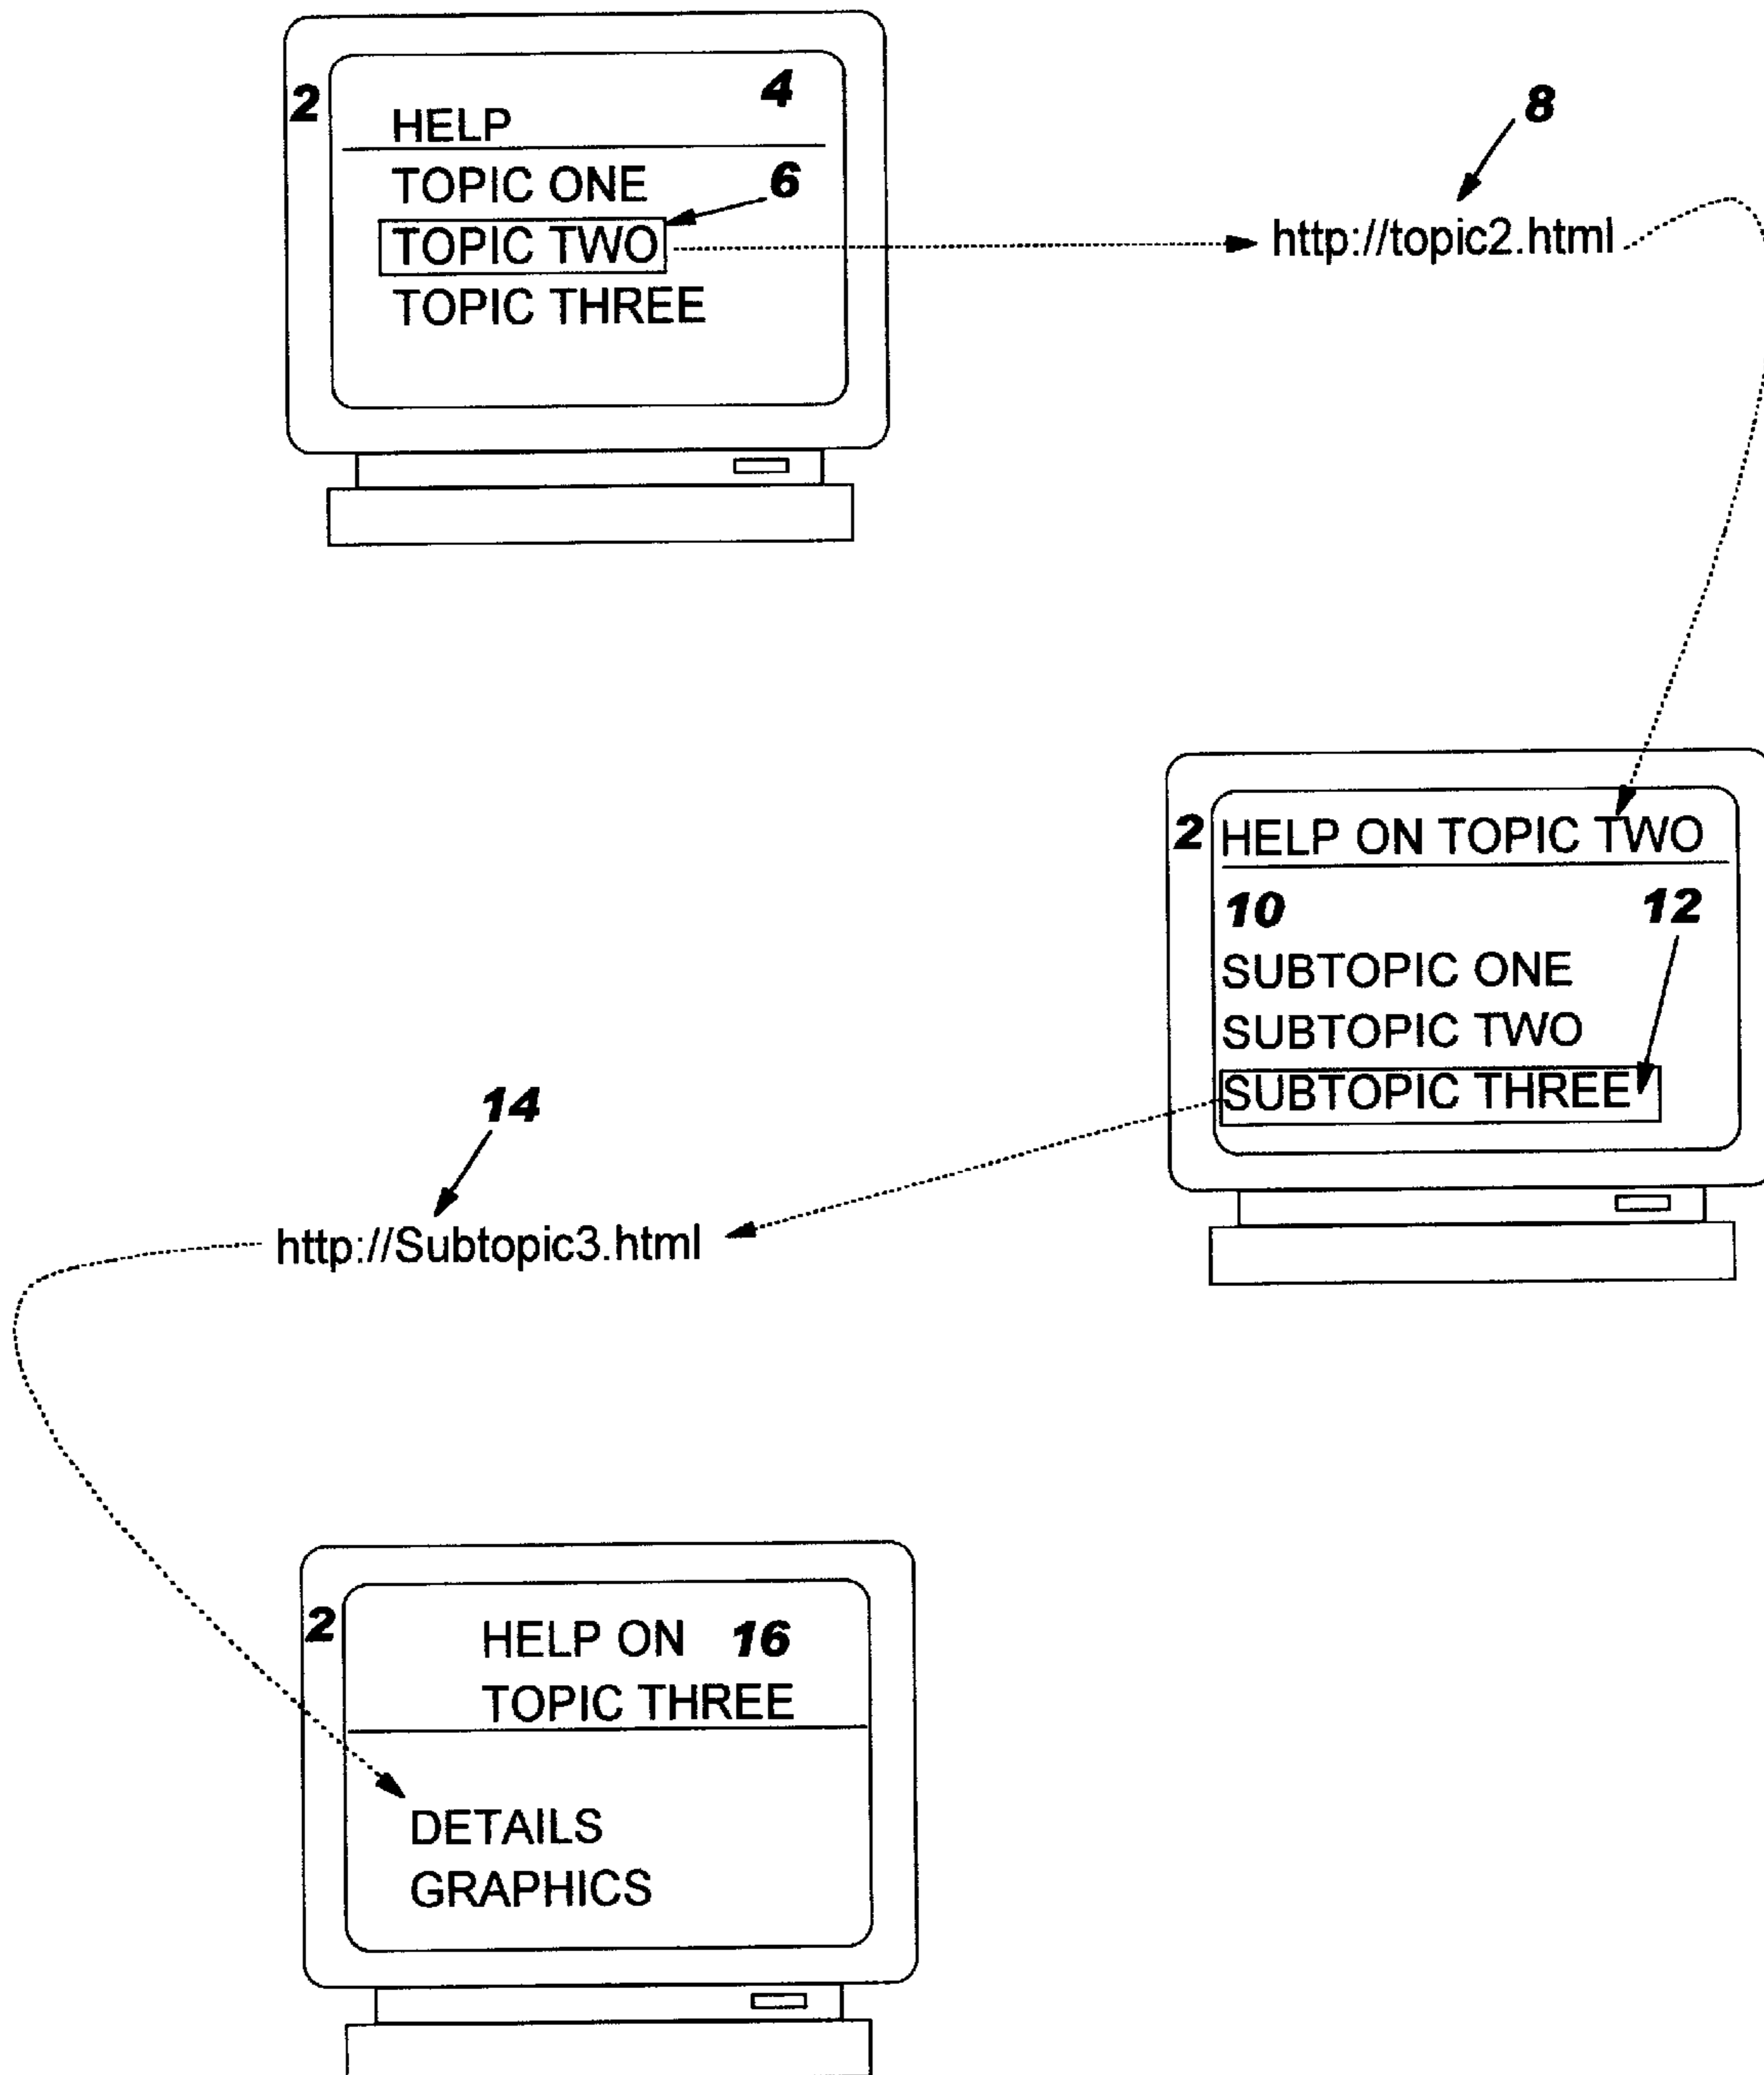 2
4
HELP
TOPIC ONE
6
TOPIC TWO
TOPIC THREE
8
http://topic2.html
2
HELP ON TOPIC TWO
10
12
SUBTOPIC ONE
SUBTOPIC TWO
SUBTOPIC THREE
14
http://Subtopic3.html
2
HELP ON 16
TOPIC THREE
DETAILS
GRAPHICS